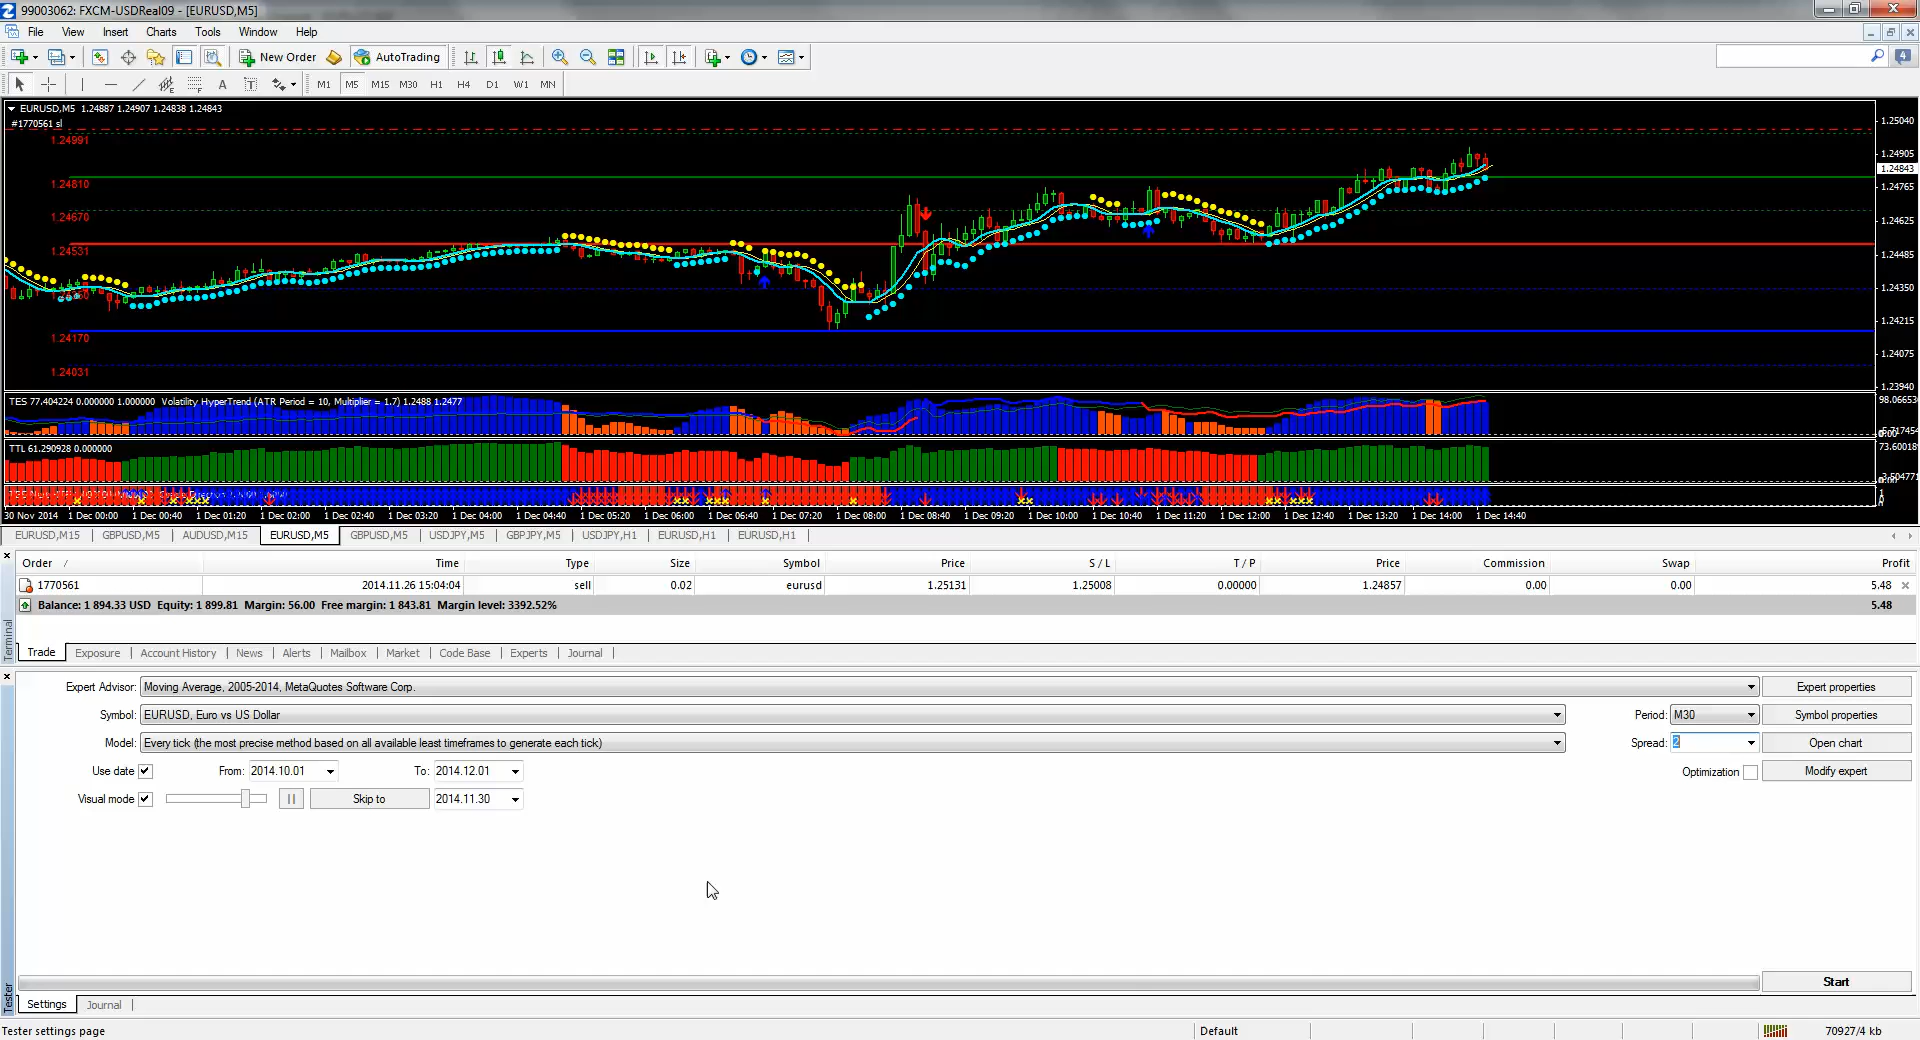 99003062: FXCM-USDReal09 - [EURUSD,M5]
File View Insert Charts Tools Window Help
New Order AutoTrading
4
A T M1 M5 M15 M30 H1 H4 D1 W1 MN
EURUSD,M5 1.24887 1.24907 1.24838 1.24843
#1770561 sl
1.24991
1.24810
1.24670
1.24531
1.24170
1.24031
1.25040
1.24905
1.24843
1.24765
1.24625
1.24485
1.24350
1.24215
1.24075
1.23940
TES 77.404224 0.000000 1.000000 Volatility HyperTrend (ATR Period = 10, Multiplier = 1.7) 1.2488 1.2477
98.066536
TTL 61.290928 0.000000
73.600189
30 Nov 2014 1 Dec 00:00 1 Dec 00:40 1 Dec 01:20 1 Dec 02:00 1 Dec 02:40 1 Dec 03:20 1 Dec 04:00 1 Dec 04:40 1 Dec 05:20 1 Dec 06:00 1 Dec 06:40 1 Dec 07:20 1 Dec 08:00 1 Dec 08:40 1 Dec 09:20 1 Dec 10:00 1 Dec 10:40 1 Dec 11:20 1 Dec 12:00 1 Dec 12:40 1 Dec 13:20 1 Dec 14:00 1 Dec 14:40
EURUSD,M15 GBPUSD,M5 AUDUSD,M15 EURUSD,M5 GBPUSD,M5 USDJPY,M5 GBPJPY,M5 USDJPY,H1 EURUSD,H1 EURUSD,H1
Order / Time Type Size Symbol Price S / L T / P Price Commission Swap Profit
1770561 2014.11.26 15:04:04 sell 0.02 eurusd 1.25131 1.25008 0.00000 1.24857 0.00 0.00 5.48
Balance: 1 894.33 USD Equity: 1 899.81 Margin: 56.00 Free margin: 1 843.81 Margin level: 3392.52% 5.48
Terminal
Trade Exposure Account History News Alerts Mailbox Market Code Base Experts Journal
Expert Advisor: Moving Average, 2005-2014, MetaQuotes Software Corp. Expert properties
Symbol: EURUSD, Euro vs US Dollar Period: M30 Symbol properties
Model: Every tick (the most precise method based on all available least timeframes to generate each tick) Spread: 2 Open chart
Use date From: 2014.10.01 To: 2014.12.01 Optimization Modify expert
Visual mode Skip to 2014.11.30
Start
Tester
Settings Journal
Tester settings page Default 70927/4 kb